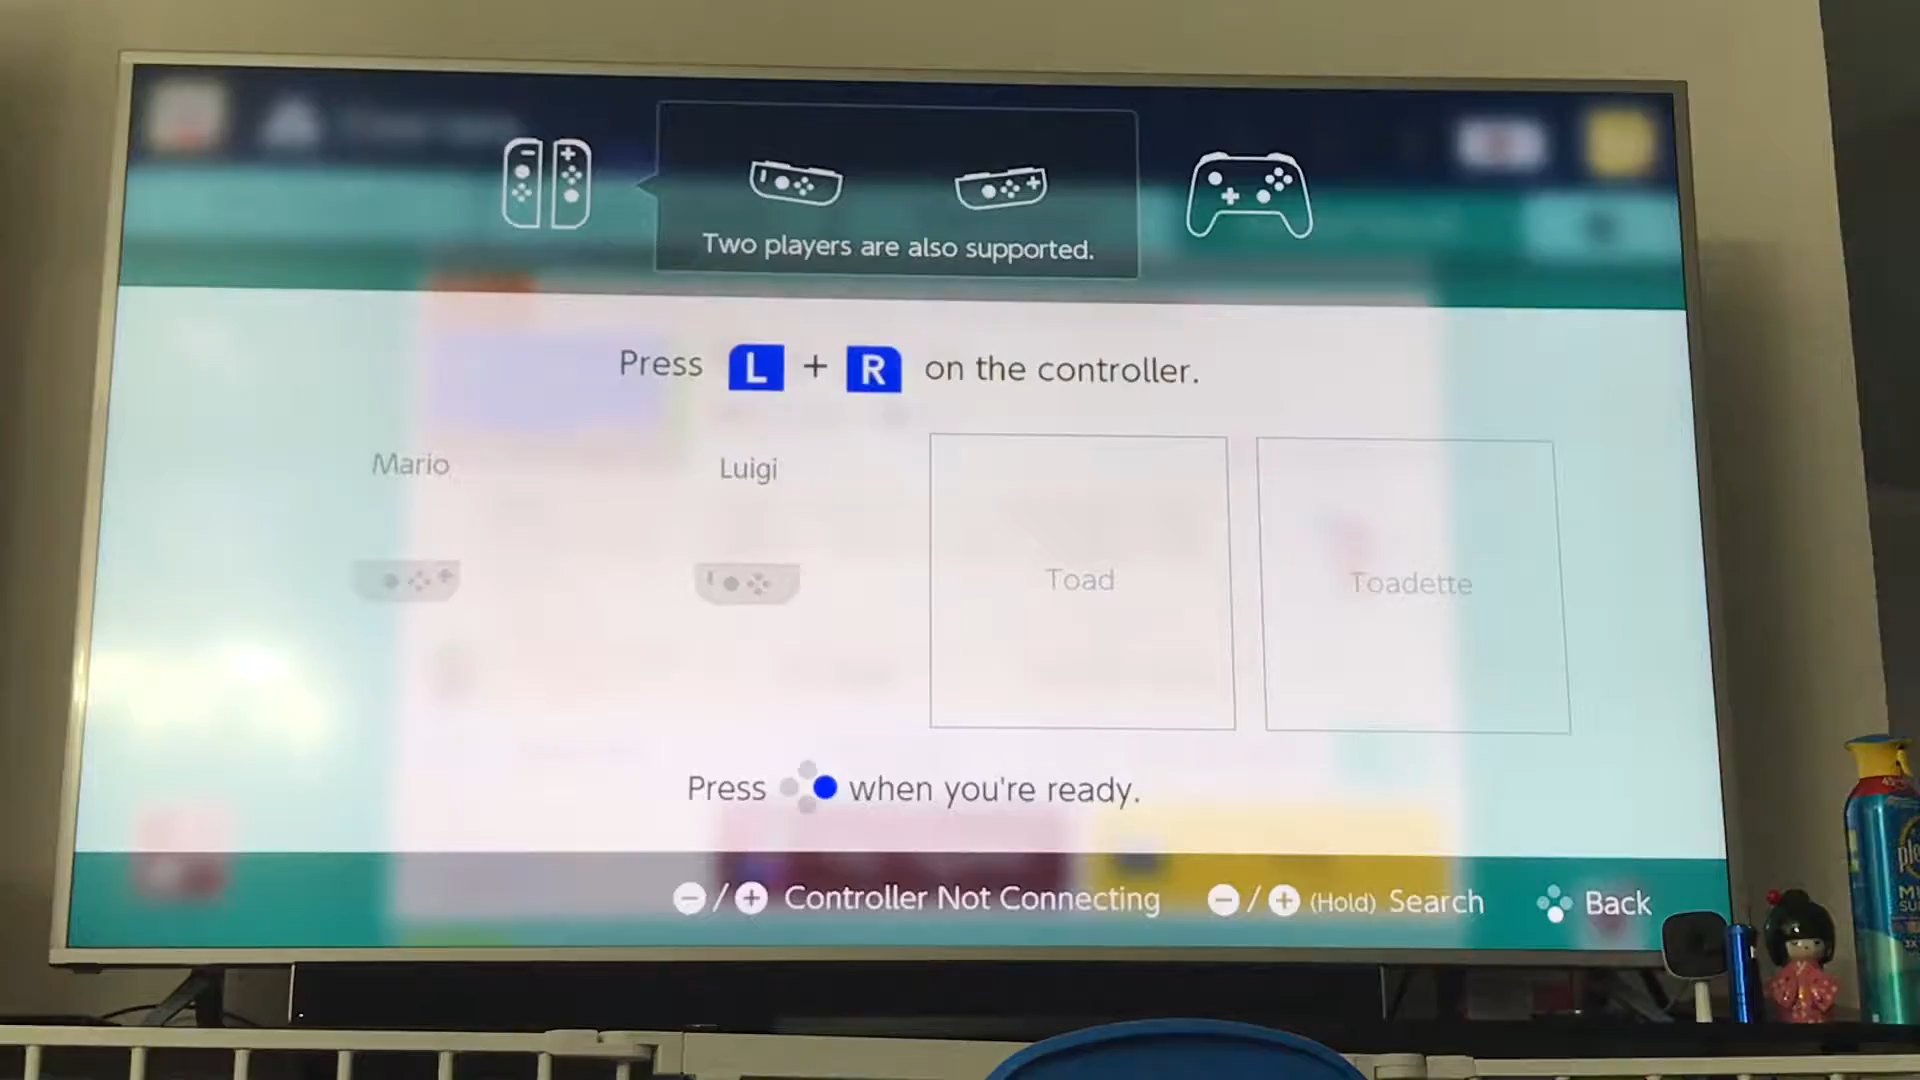 Two players are also supported.
Press L + R on the controller.
Mario
Luigi
Toad
Toadette
Press when you're ready.
Controller Not Connecting
(Hold) Search
Back